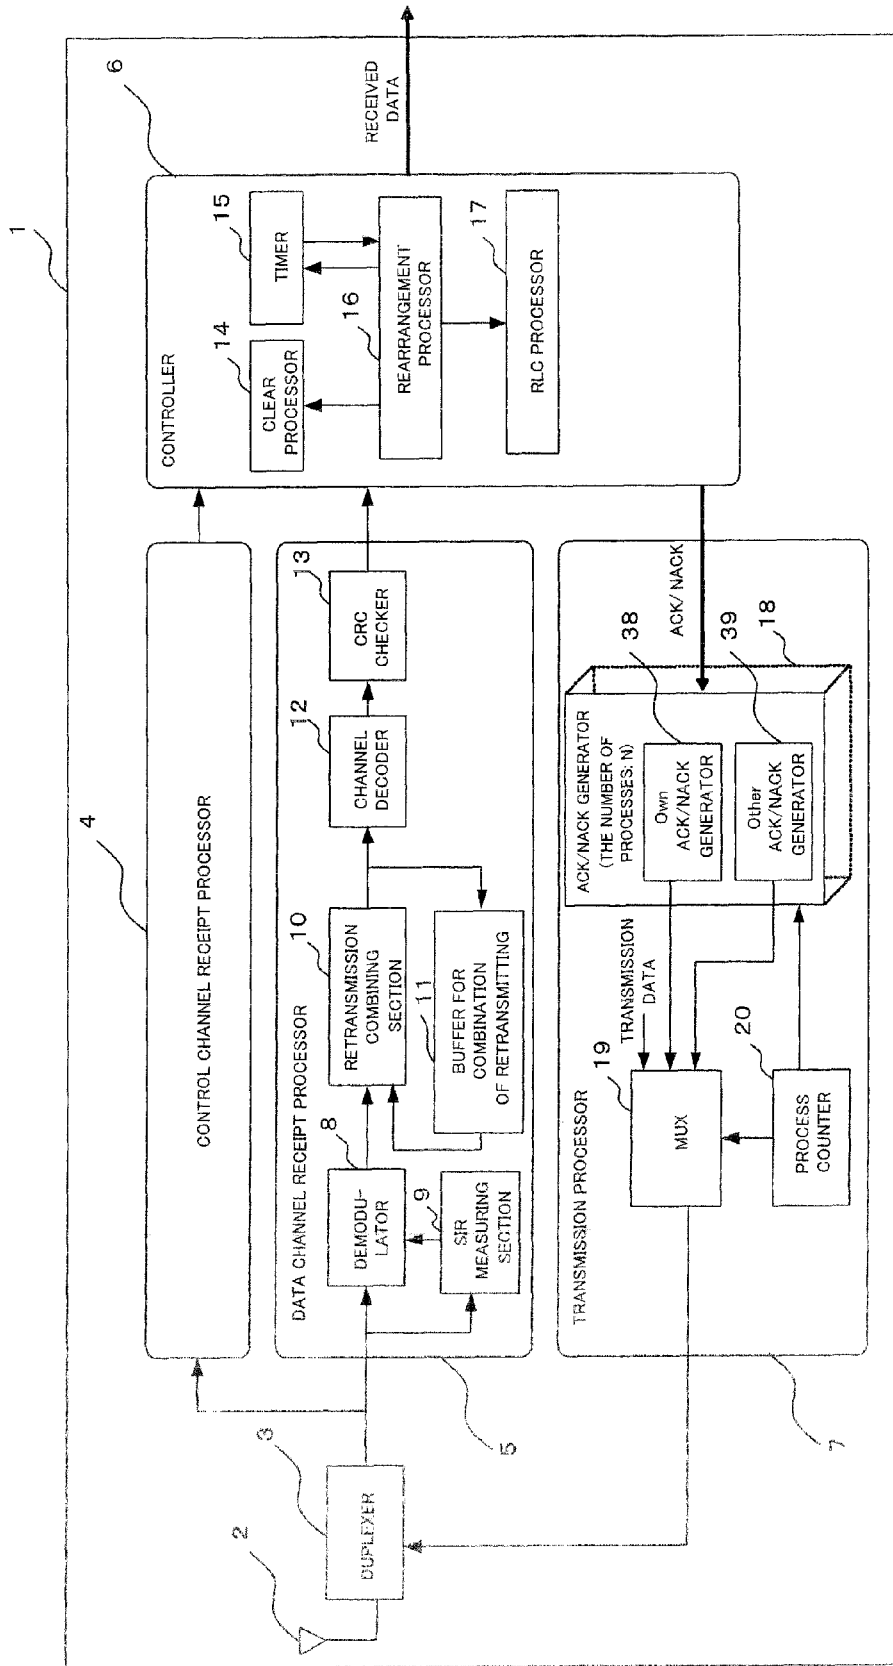 1
2
3
DUPLEXER
4
CONTROL CHANNEL RECEIPT PROCESSOR
5
DATA CHANNEL RECEIPT PROCESSOR
8
DEMODU-
LATOR
9
SIR
MEASURING
SECTION
10
RETRANSMISSION
COMBINING
SECTION
11
BUFFER FOR
COMBINATION
OF RETRANSMITTING
12
CHANNEL
DECODER
13
CRC
CHECKER
6
CONTROLLER
14
CLEAR
PROCESSOR
15
TIMER
16
REARRANGEMENT
PROCESSOR
17
RLC PROCESSOR
RECEIVED
DATA
7
TRANSMISSION PROCESSOR
19
MUX
TRANSMISSION
DATA
20
PROCESS
COUNTER
ACK/NACK GENERATOR
(THE NUMBER OF
PROCESSES: N)
38
Own
ACK/NACK
GENERATOR
39
Other
ACK/NACK
GENERATOR
18
ACK/ NACK